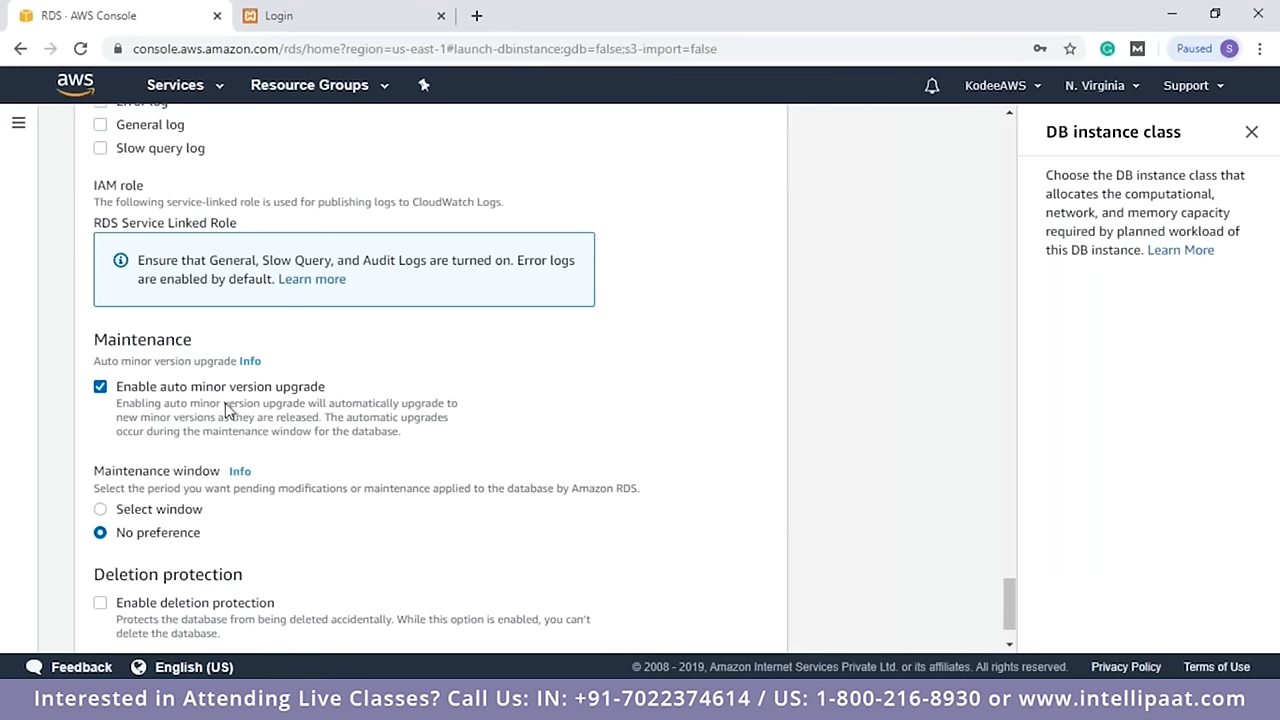 RDS · AWS Console
Login
console.aws.amazon.com/rds/home?region=us-east-1#launch-dbinstance:gdb=false;s3-import=false
Paused
S
aws
Services
Resource Groups
KodeeAWS
N. Virginia
Support
Error log
General log
Slow query log
IAM role
The following service-linked role is used for publishing logs to CloudWatch Logs.
RDS Service Linked Role
Ensure that General, Slow Query, and Audit Logs are turned on. Error logs
are enabled by default. Learn more
Maintenance
Auto minor version upgrade Info
Enable auto minor version upgrade
Enabling auto minor version upgrade will automatically upgrade to
new minor versions as they are released. The automatic upgrades
occur during the maintenance window for the database.
Maintenance window Info
Select the period you want pending modifications or maintenance applied to the database by Amazon RDS.
Select window
No preference
Deletion protection
Enable deletion protection
Protects the database from being deleted accidentally. While this option is enabled, you can't
delete the database.
DB instance class
Choose the DB instance class that
allocates the computational,
network, and memory capacity
required by planned workload of
this DB instance. Learn More
Feedback
English (US)
© 2008 - 2019, Amazon Internet Services Private Ltd. or its affiliates. All rights reserved.
Privacy Policy
Terms of Use
Interested in Attending Live Classes? Call Us: IN: +91-7022374614 / US: 1-800-216-8930 or www.intellipaat.com